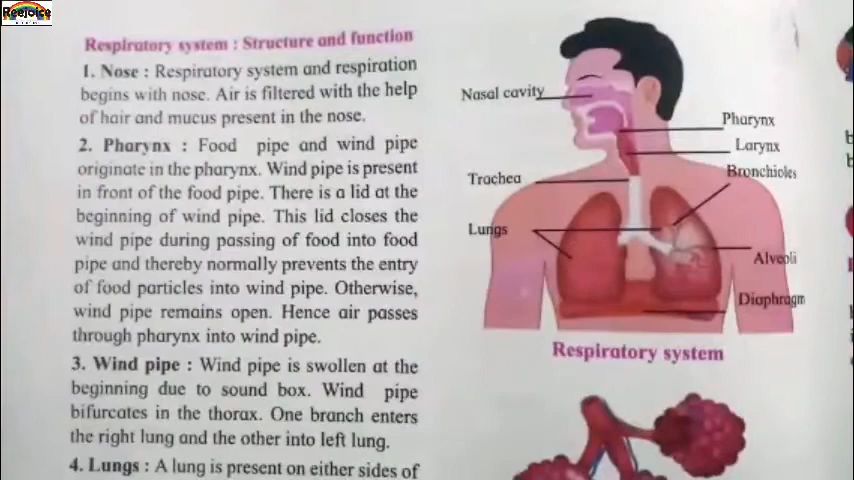 Reejoice
Respiratory system : Structure and function
1. Nose : Respiratory system and respiration
begins with nose. Air is filtered with the help
of hair and mucus present in the nose.
2. Pharynx : Food pipe and wind pipe
originate in the pharynx. Wind pipe is present
in front of the food pipe. There is a lid at the
beginning of wind pipe. This lid closes the
wind pipe during passing of food into food
pipe and thereby normally prevents the entry
of food particles into wind pipe. Otherwise,
wind pipe remains open. Hence air passes
through pharynx into wind pipe.
3. Wind pipe : Wind pipe is swollen at the
beginning due to sound box. Wind pipe
bifurcates in the thorax. One branch enters
the right lung and the other into left lung.
4. Lungs : A lung is present on either sides of
Nasal cavity
Pharynx
Larynx
Bronchioles
Trachea
Lungs
Alveoli
Diaphragm
Respiratory system